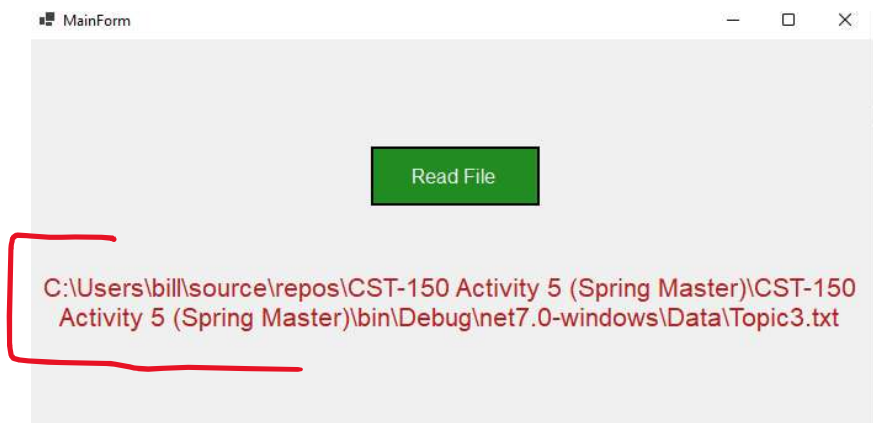 MainForm
Read File
C:\Users\bill\source\repos\CST-150 Activity 5 (Spring Master)\CST-150
Activity 5 (Spring Master)\bin\Debug\net7.0-windows\Data\Topic3.txt